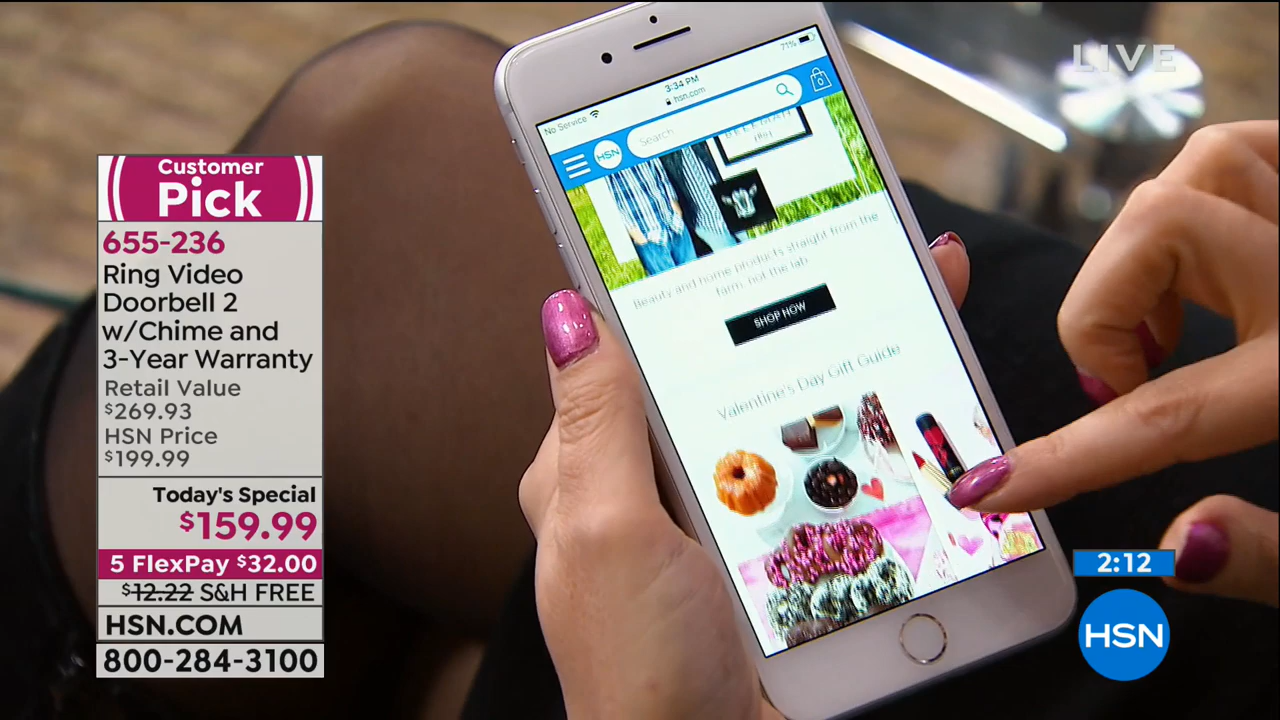 LIVE
Customer
Pick
655-236
Ring Video
Doorbell 2
w/Chime and
3-Year Warranty
Retail Value
$269.93
HSN Price
$199.99
Today's Special
$159.99
5 FlexPay $32.00
$12.22 S&H FREE
HSN.COM
800-284-3100
71%
No Service
3:34 PM
hsn.com
HSN
Search
0
Beauty and home products straight from the
farm, not the lab.
SHOP NOW
Valentine's Day Gift Guide
2:12
HSN